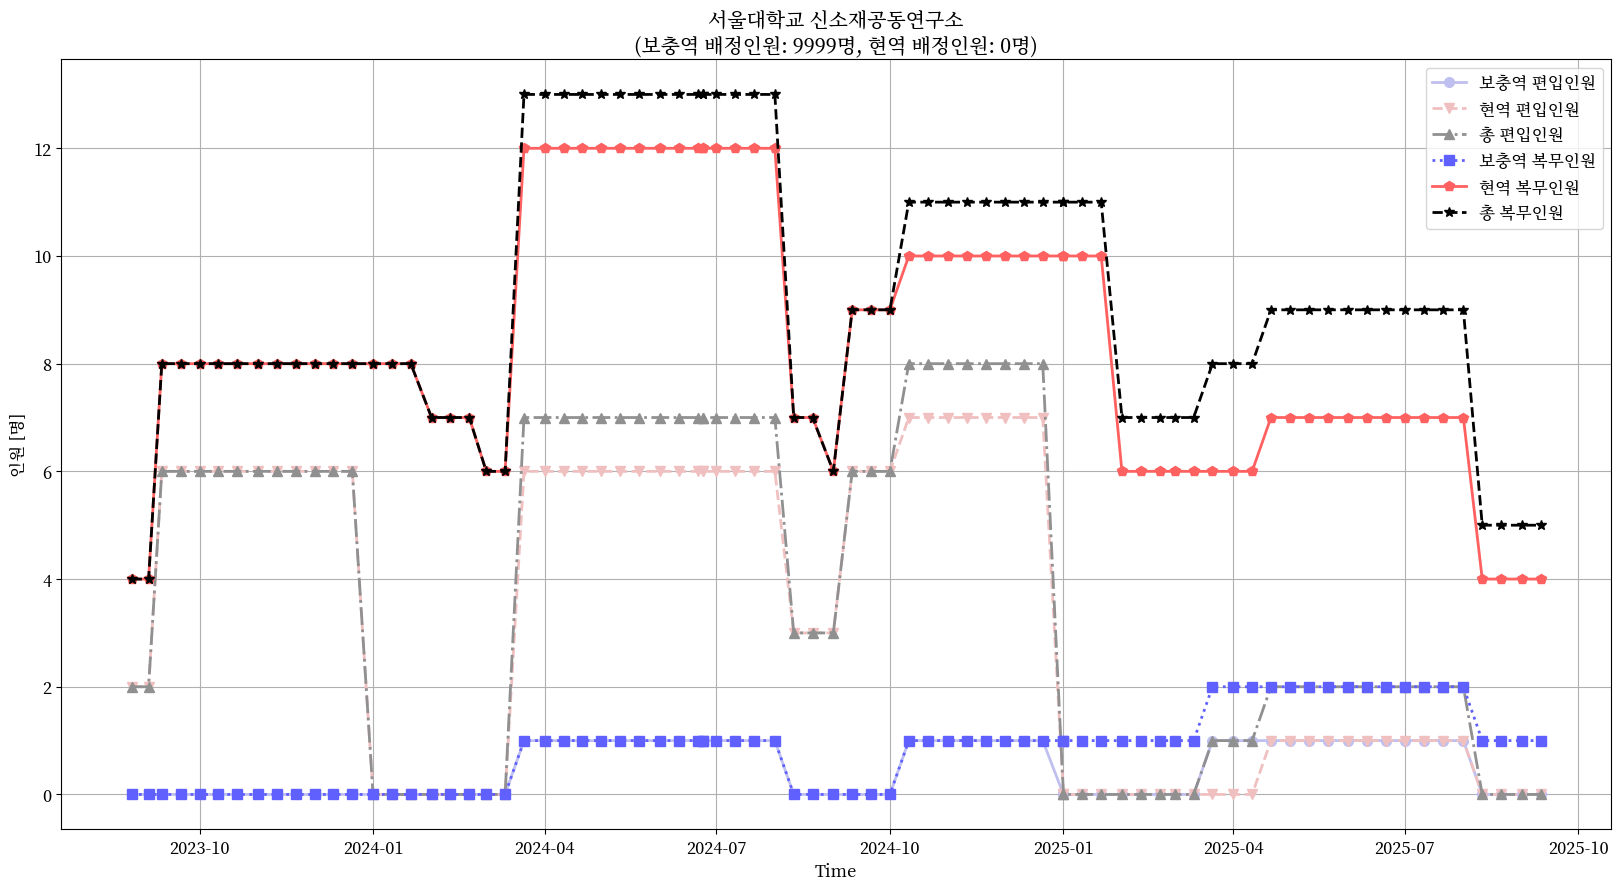 서울대학교 신소재공동연구소
(보충역 배정인원: 9999명, 현역 배정인원: 0명)
보충역 편입인원
현역 편입인원
총 편입인원
보충역 복무인원
현역 복무인원
총 복무인원
인원 [명]
12
10
8
6
4
2
0
2023-10
2024-01
2024-04
2024-07
2024-10
2025-01
2025-04
2025-07
2025-10
Time